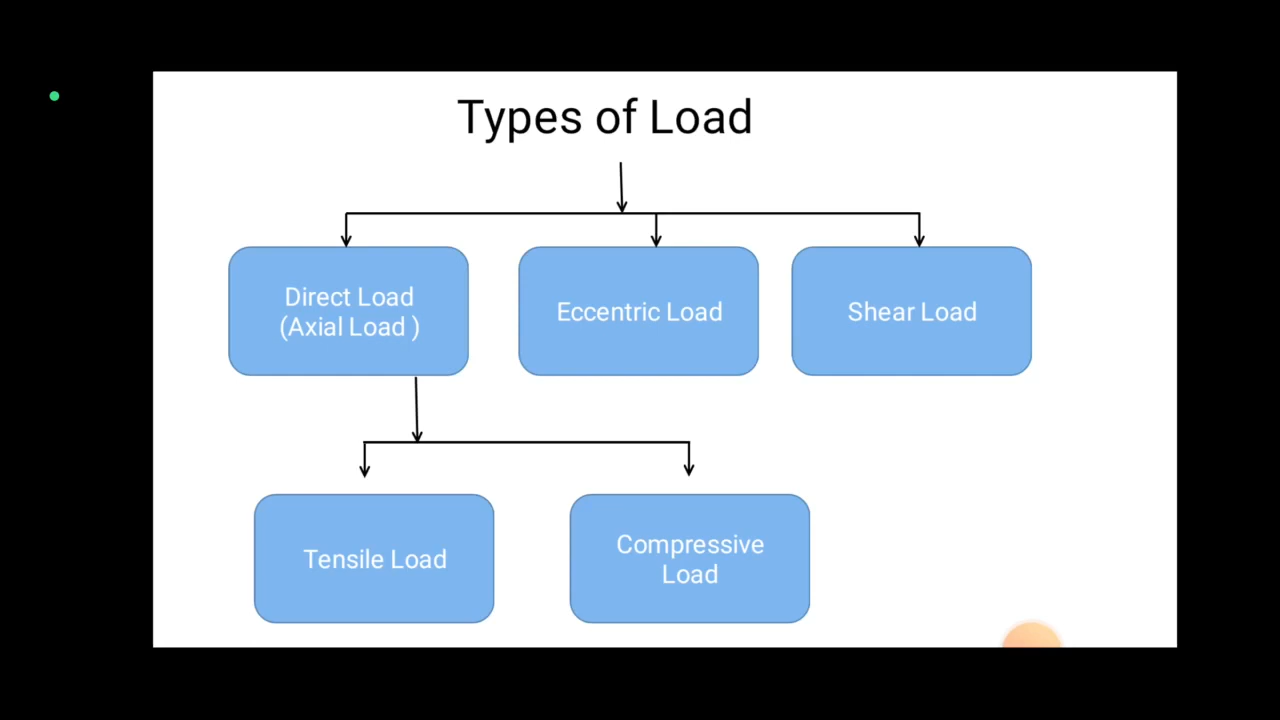 Types of Load
Direct Load
(Axial Load )
Eccentric Load
Shear Load
Tensile Load
Compressive
Load